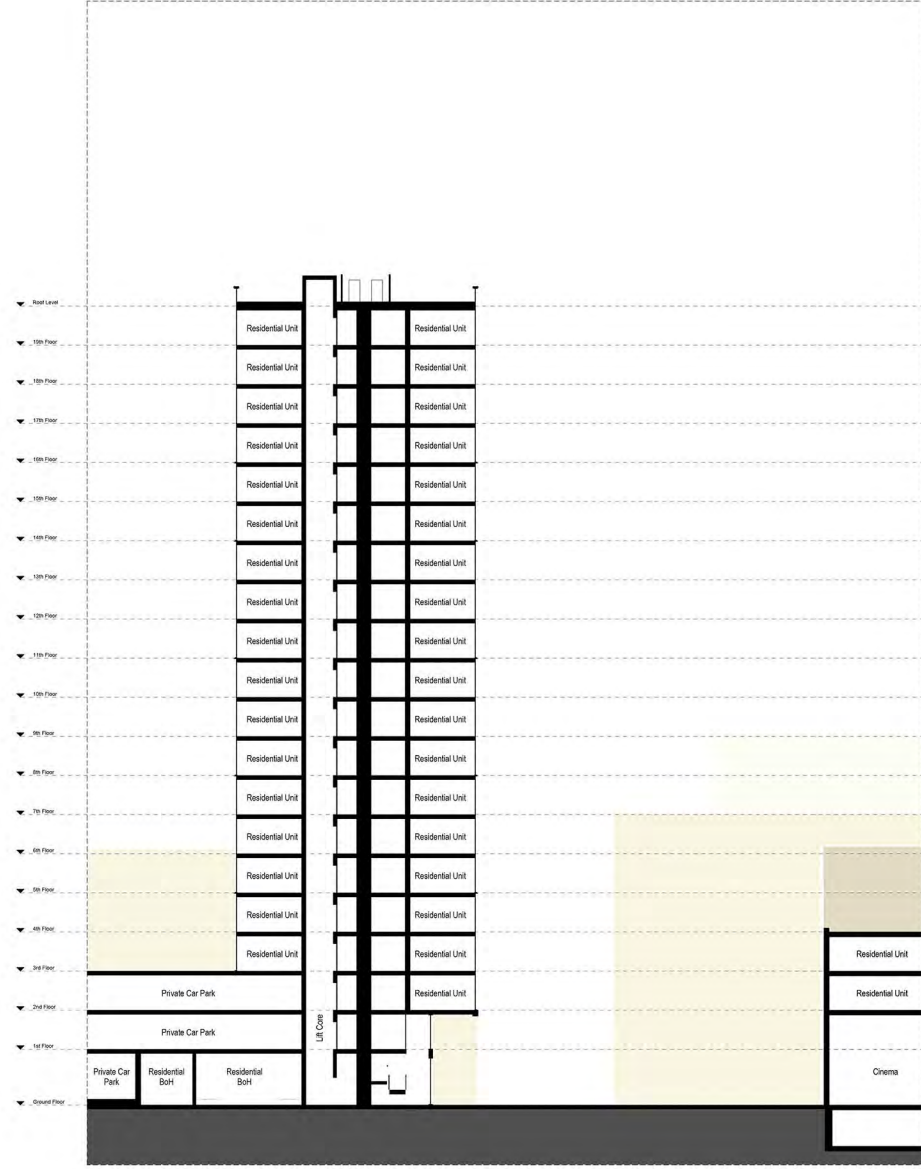 Roof Level
Residential Unit Residential Unit
19th Floor
Residential Unit Residential Unit
18th Floor
Residential Unit Residential Unit
17th Floor
Residential Unit Residential Unit
16th Floor
Residential Unit Residential Unit
15th Floor
Residential Unit Residential Unit
14th Floor
Residential Unit Residential Unit
13th Floor
Residential Unit Residential Unit
12th Floor
Residential Unit Residential Unit
11th Floor
Residential Unit Residential Unit
10th Floor
Residential Unit Residential Unit
9th Floor
Residential Unit Residential Unit
8th Floor
Residential Unit Residential Unit
7th Floor
Residential Unit Residential Unit
6th Floor
Residential Unit Residential Unit
5th Floor
Residential Unit Residential Unit
4th Floor
Residential Unit Residential Unit Residential Unit
3rd Floor
Private Car Park Residential Unit Residential Unit
2nd Floor
Private Car Park
Lift Core
1st Floor
Private Car
Park
Residential
BoH
Residential
BoH
Cinema
Ground Floor